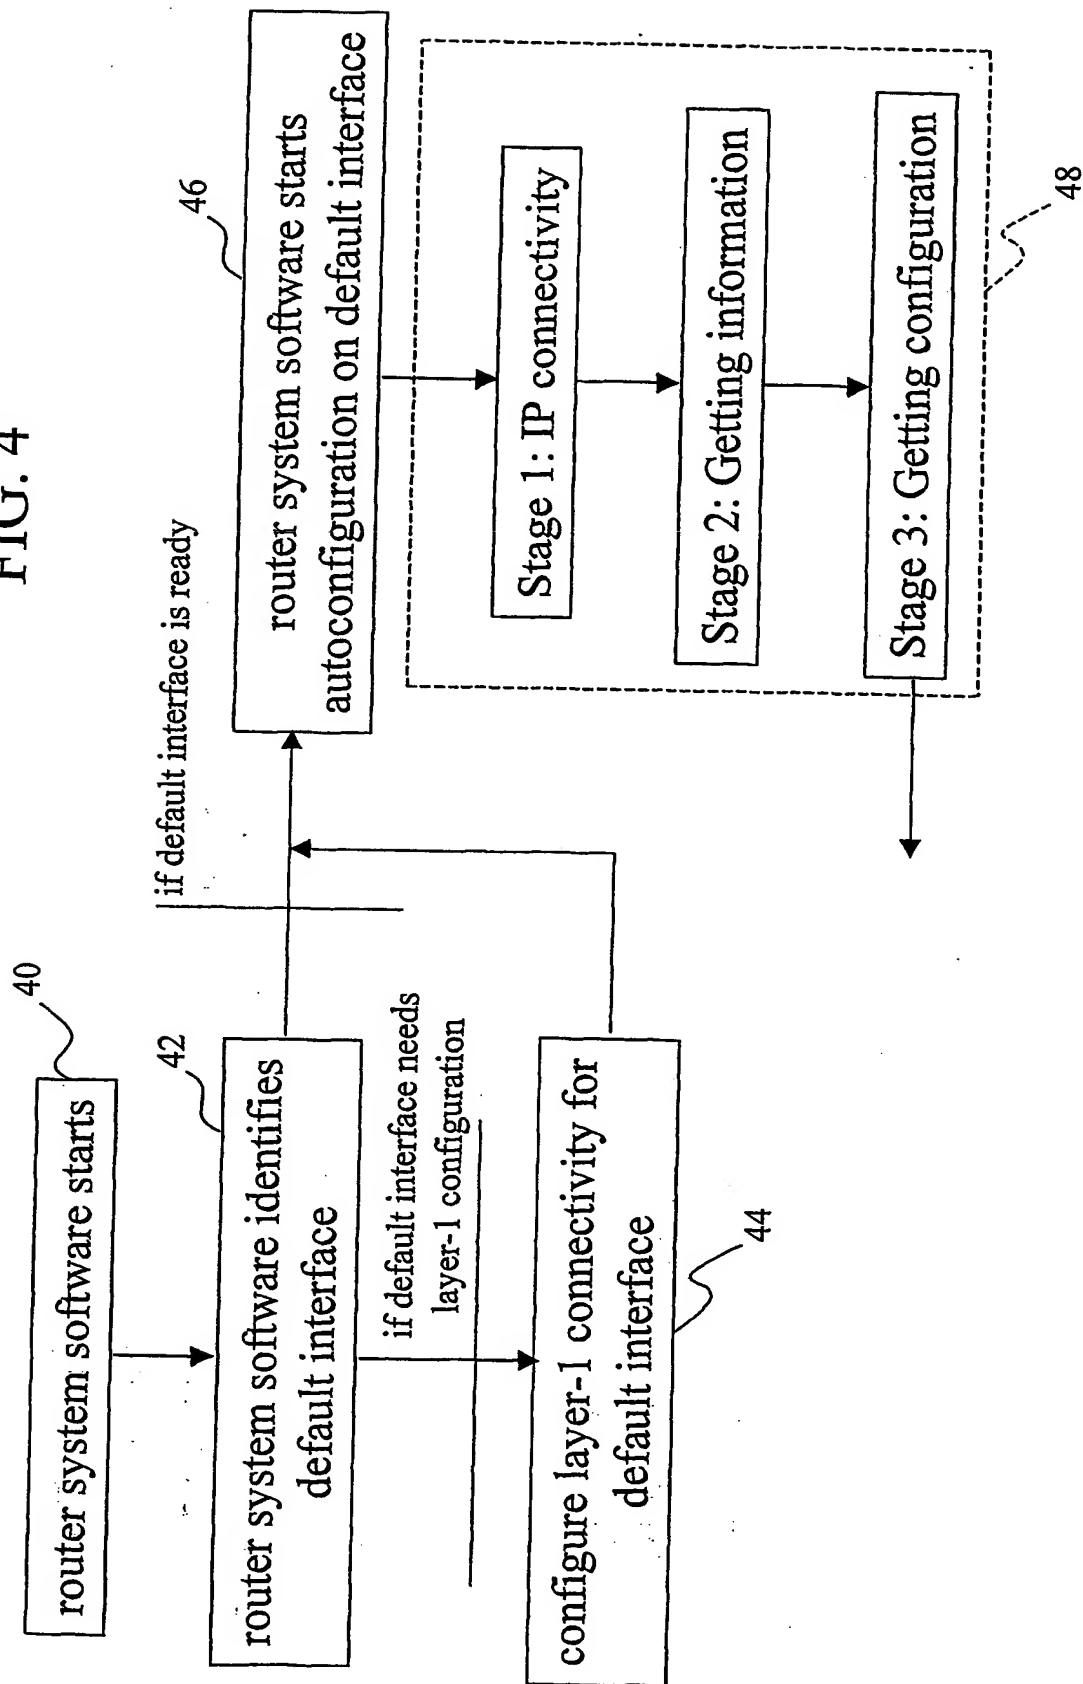 FIG. 4
40
router system software starts
42
router system software identifies
default interface
if default interface needs
layer-1 configuration
configure layer-1 connectivity for
default interface
44
if default interface is ready
46
router system software starts
autoconfiguration on default interface
Stage 1: IP connectivity
Stage 2: Getting information
Stage 3: Getting configuration
48